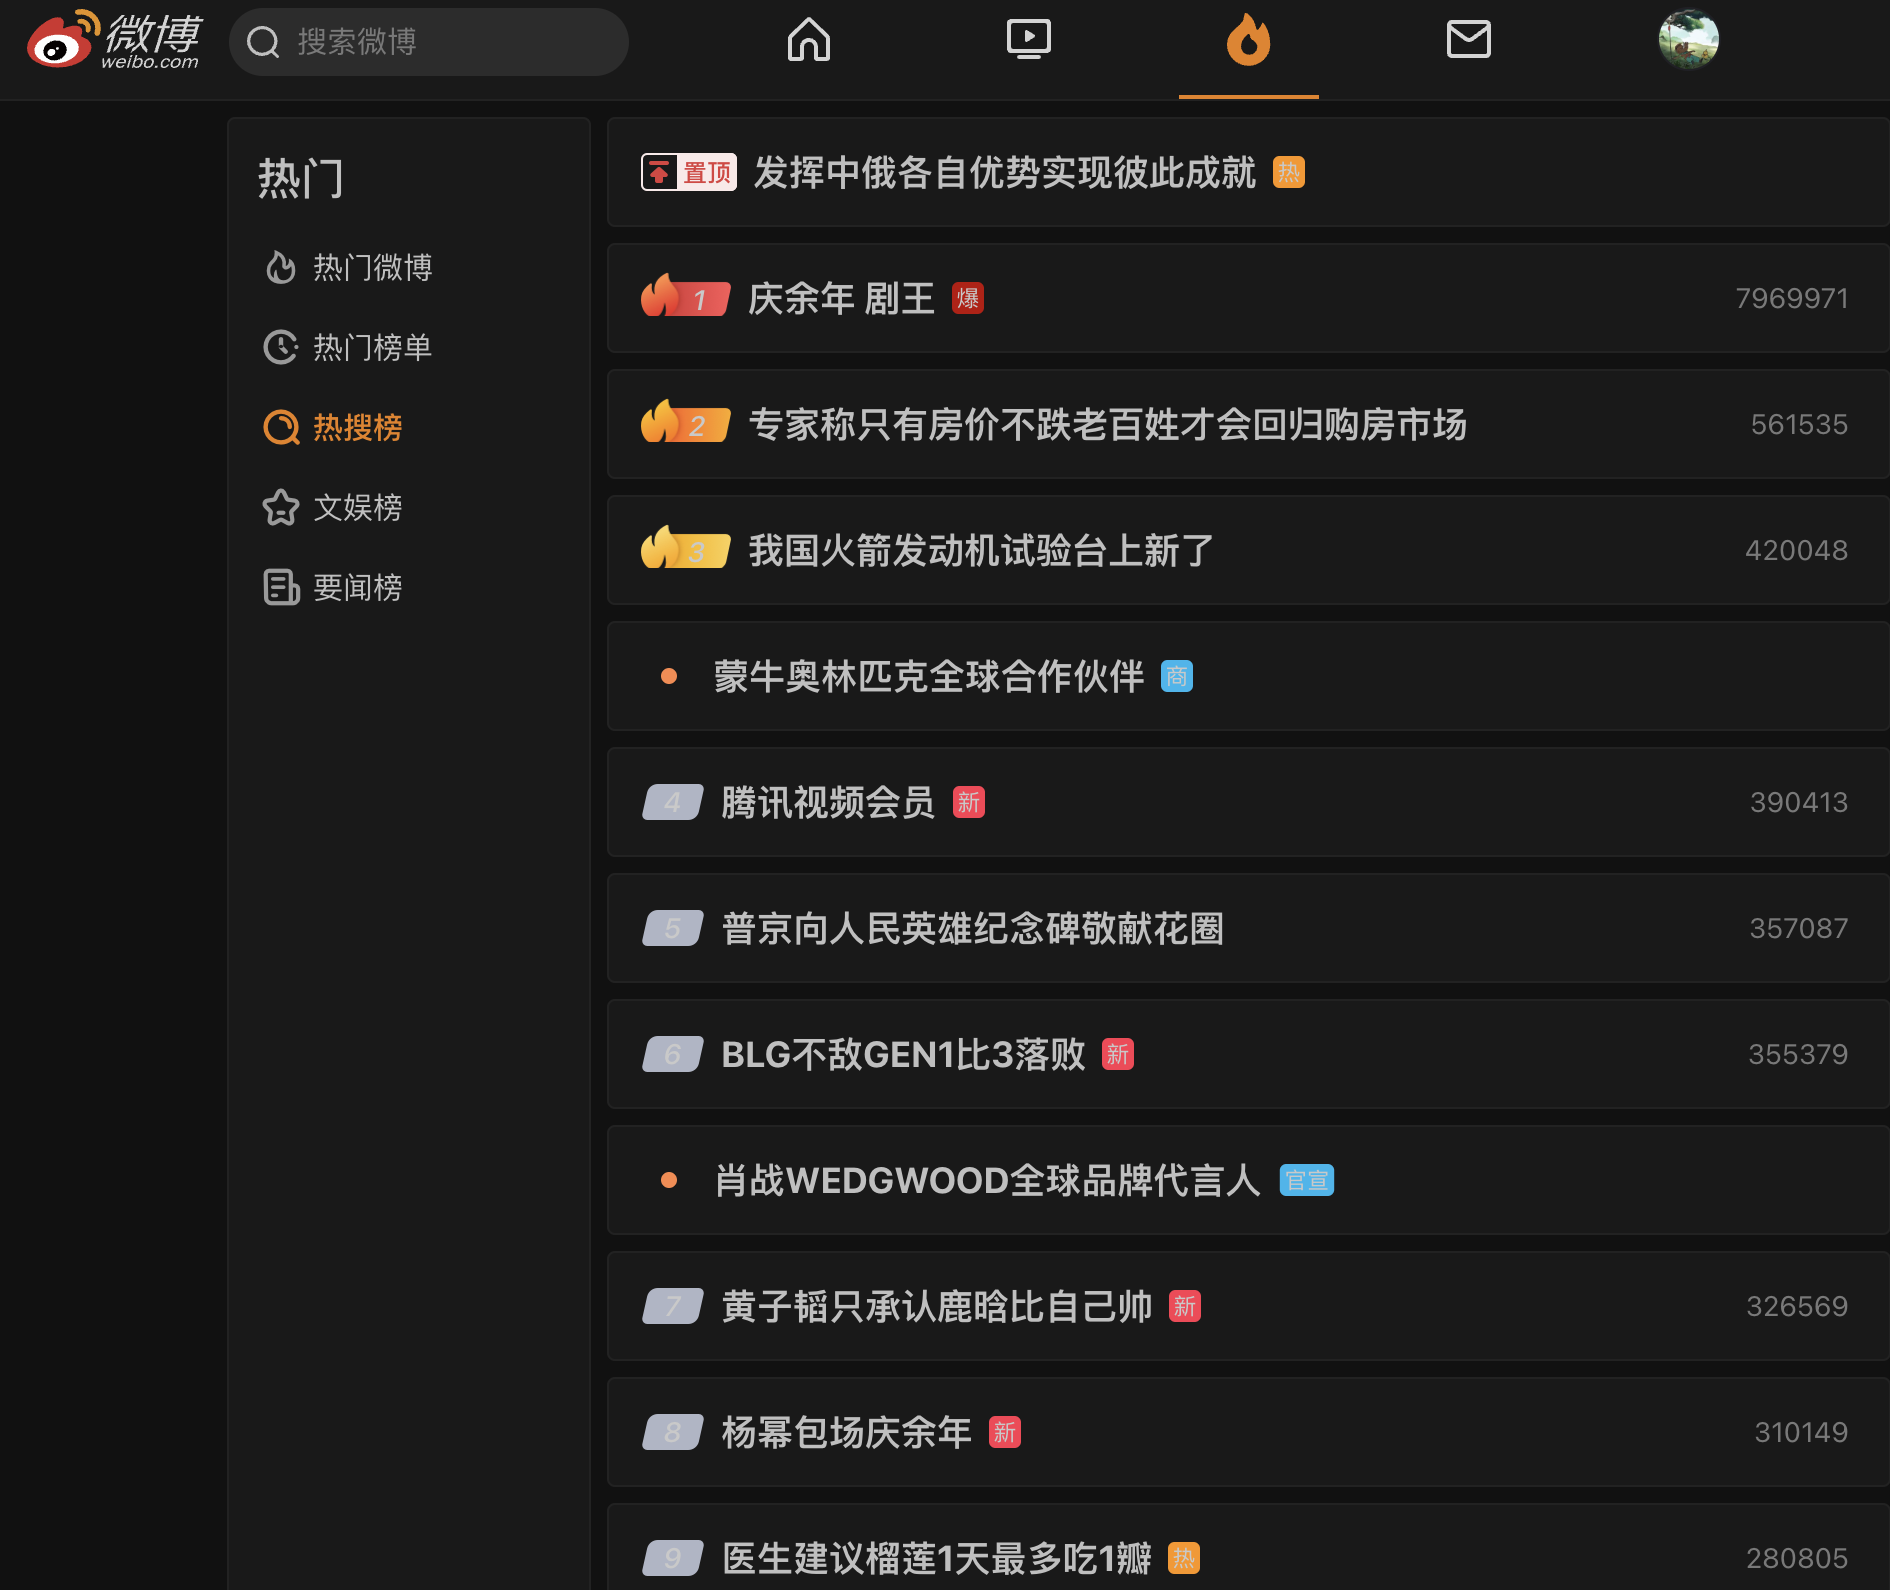 微博
weibo.com
搜索微博
热门
热门微博
热门榜单
热搜榜
文娱榜
要闻榜
置顶 发挥中俄各自优势实现彼此成就 热
1 庆余年 剧王 爆 7969971
2 专家称只有房价不跌老百姓才会回归购房市场 561535
3 我国火箭发动机试验台上新了 420048
蒙牛奥林匹克全球合作伙伴 商
4 腾讯视频会员 新 390413
5 普京向人民英雄纪念碑敬献花圈 357087
6 BLG不敌GEN1比3落败 新 355379
肖战WEDGWOOD全球品牌代言人 官宣
7 黄子韬只承认鹿晗比自己帅 新 326569
8 杨幂包场庆余年 新 310149
9 医生建议榴莲1天最多吃1瓣 热 280805